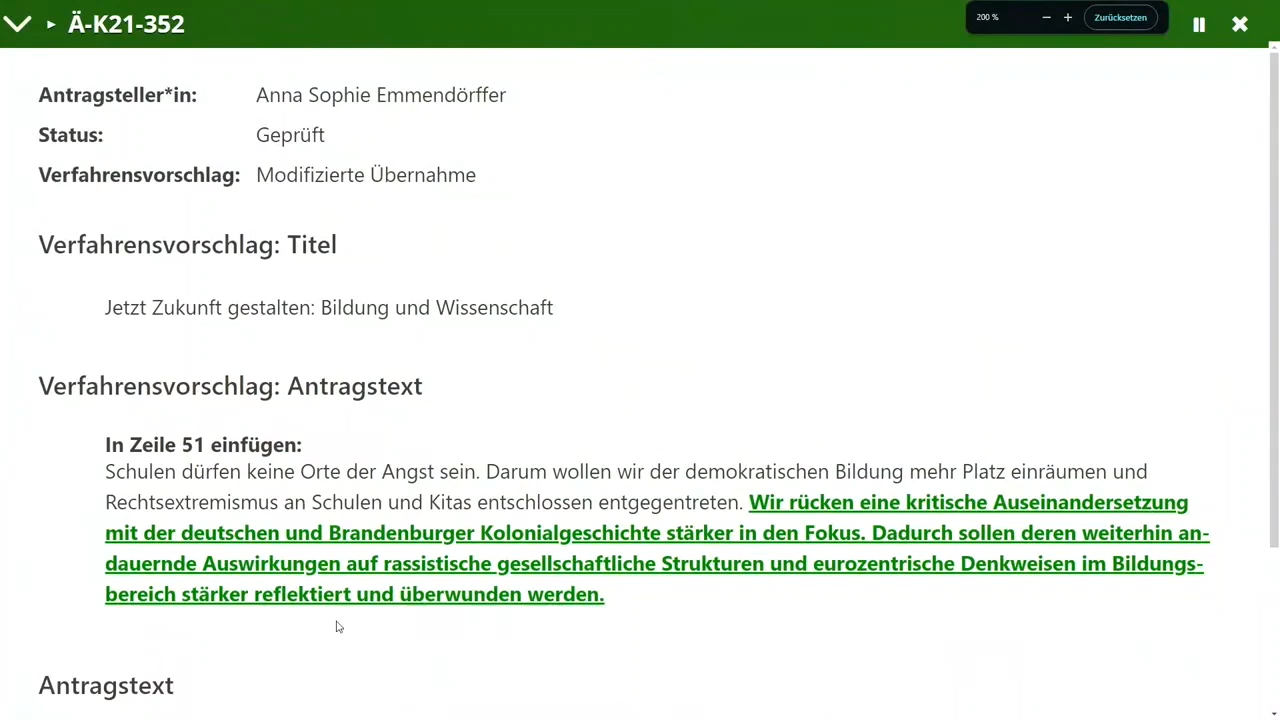 Ä-K21-352
200 %
Zurücksetzen
Antragsteller*in: Anna Sophie Emmendörffer
Status: Geprüft
Verfahrensvorschlag: Modifizierte Übernahme
Verfahrensvorschlag: Titel
Jetzt Zukunft gestalten: Bildung und Wissenschaft
Verfahrensvorschlag: Antragstext
In Zeile 51 einfügen:
Schulen dürfen keine Orte der Angst sein. Darum wollen wir der demokratischen Bildung mehr Platz einräumen und
Rechtsextremismus an Schulen und Kitas entschlossen entgegentreten. Wir rücken eine kritische Auseinandersetzung
mit der deutschen und Brandenburger Kolonialgeschichte stärker in den Fokus. Dadurch sollen deren weiterhin an-
dauernde Auswirkungen auf rassistische gesellschaftliche Strukturen und eurozentrische Denkweisen im Bildungs-
bereich stärker reflektiert und überwunden werden.
Antragstext